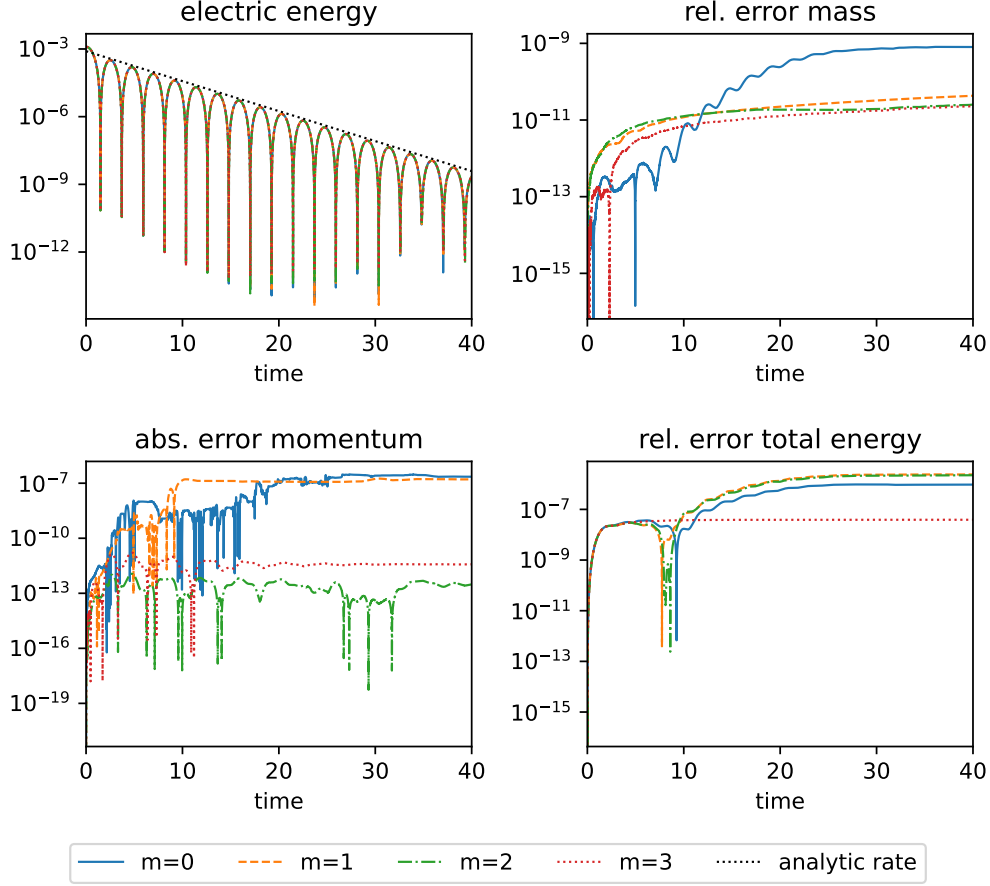 electric energy
rel. error mass
10⁻³
10⁻⁶
10⁻⁹
10⁻¹²
0 10 20 30 40
time
10⁻⁹
10⁻¹¹
10⁻¹³
10⁻¹⁵
0 10 20 30 40
time
abs. error momentum
rel. error total energy
10⁻⁷
10⁻¹⁰
10⁻¹³
10⁻¹⁶
10⁻¹⁹
0 10 20 30 40
time
10⁻⁷
10⁻⁹
10⁻¹¹
10⁻¹³
10⁻¹⁵
0 10 20 30 40
time
m=0 m=1 m=2 m=3 analytic rate